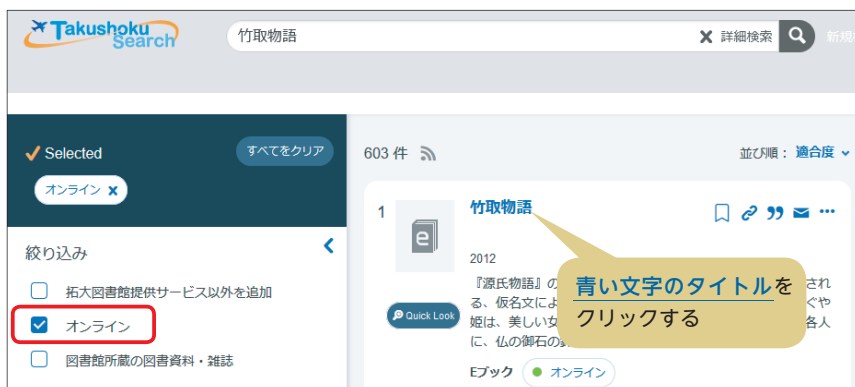 Takushoku
Search
竹取物語
詳細検索
新規
Selected
すべてをクリア
オンライン
603 件
並び順： 適合度
絞り込み
拓大図書館提供サービス以外を追加
オンライン
図書館所蔵の図書資料・雑誌
1
竹取物語
2012
『源氏物語』の
され
る、仮名文によ
ぐや
姫は、美しい女
各人
に、仏の御石の
青い文字のタイトルを
クリックする
Quick Look
Eブック
オンライン